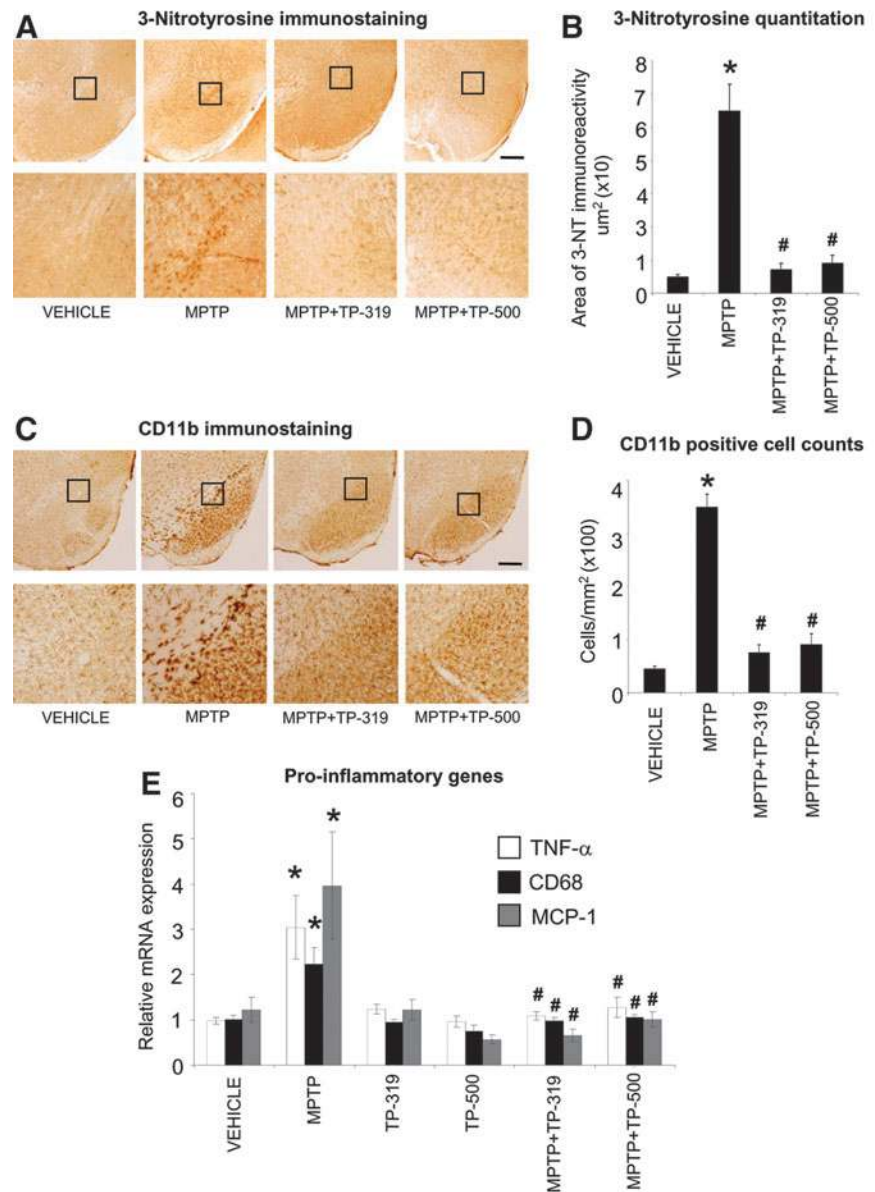 A
3-Nitrotyrosine immunostaining
VEHICLE
MPTP
MPTP+TP-319
MPTP+TP-500
B
3-Nitrotyrosine quantitation
Area of 3-NT immunoreactivity
um² (x10)
8
7
6
3
2
1
0
*
#
#
VEHICLE
MPTP
MPTP+TP-319
MPTP+TP-500
C
CD11b immunostaining
VEHICLE
MPTP
MPTP+TP-319
MPTP+TP-500
D
CD11b positive cell counts
Cells/mm² (x100)
4
3
2
1
0
*
#
#
VEHICLE
MPTP
MPTP+TP-319
MPTP+TP-500
E
Pro-inflammatory genes
Relative mRNA expression
6
5
4
3
2
1
0
*
*
*
TNF-α
CD68
MCP-1
# # #
# # #
VEHICLE
MPTP
TP-319
TP-500
MPTP+TP-319
MPTP+TP-500